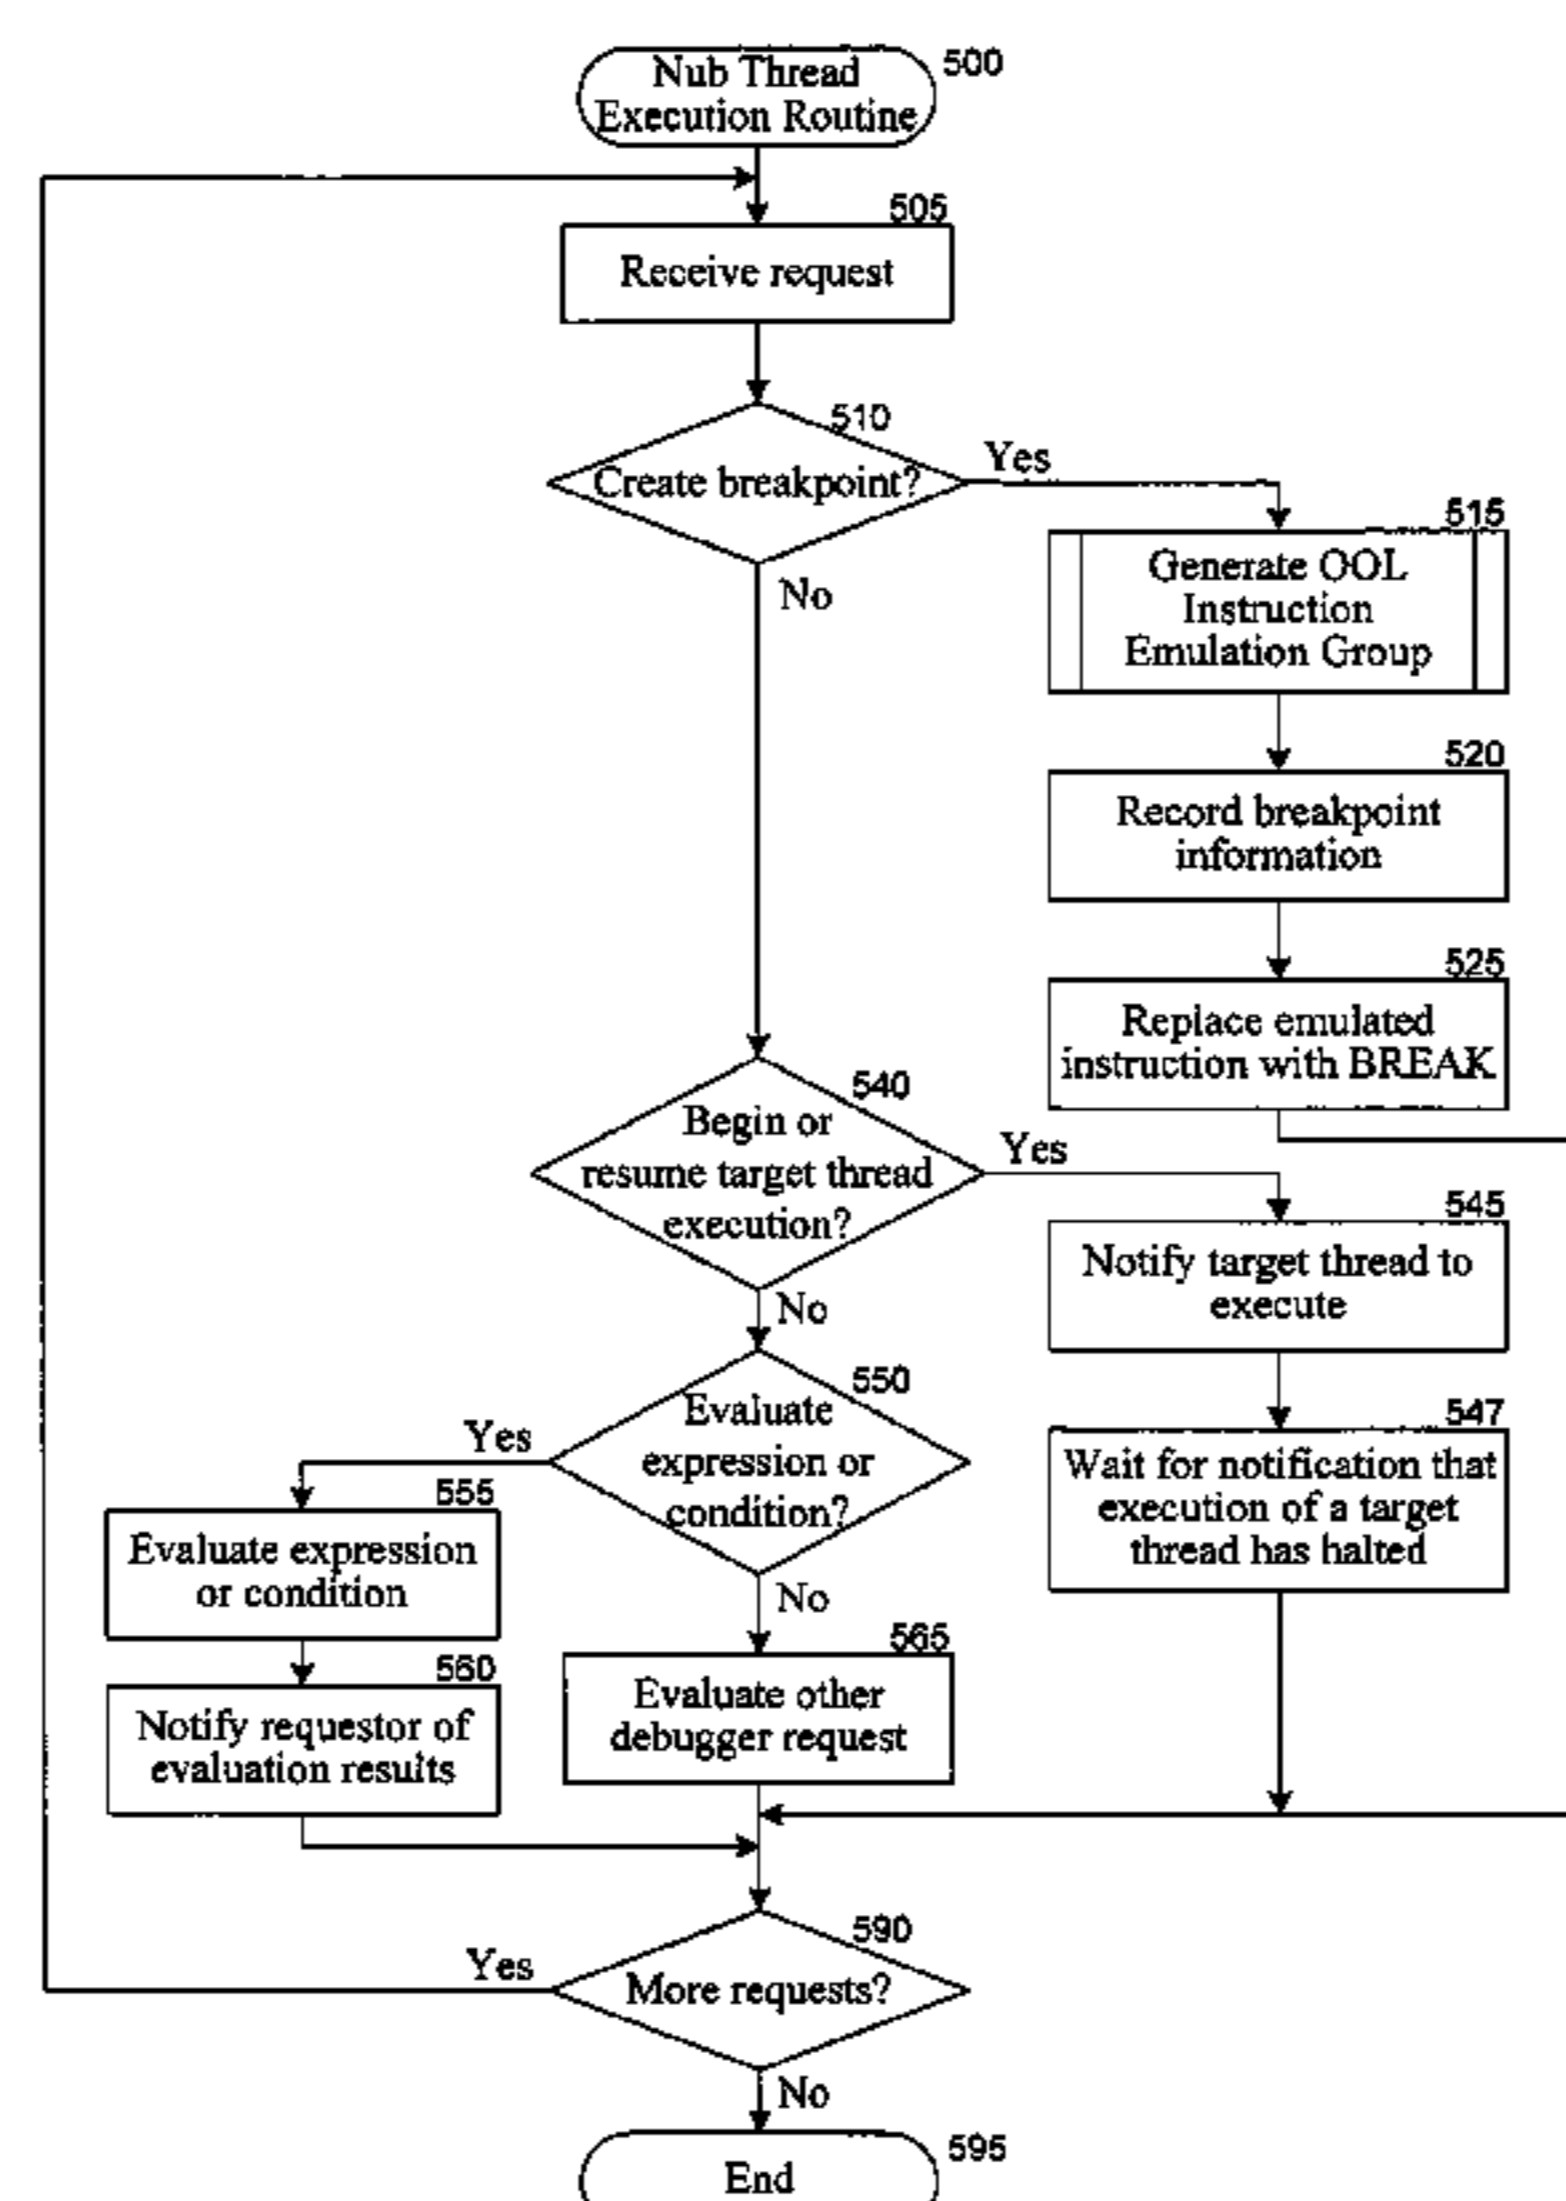 Nub Thread
Execution Routine
500
505
Receive request
510
Create breakpoint?
Yes
No
515
Generate OOL
Instruction
Emulation Group
520
Record breakpoint
information
525
Replace emulated
instruction with BREAK
540
Begin or
resume target thread
execution?
Yes
No
545
Notify target thread to
execute
547
Wait for notification that
execution of a target
thread has halted
550
Evaluate
expression or
condition?
Yes
No
555
Evaluate expression
or condition
560
Notify requestor of
evaluation results
565
Evaluate other
debugger request
590
More requests?
Yes
No
595
End